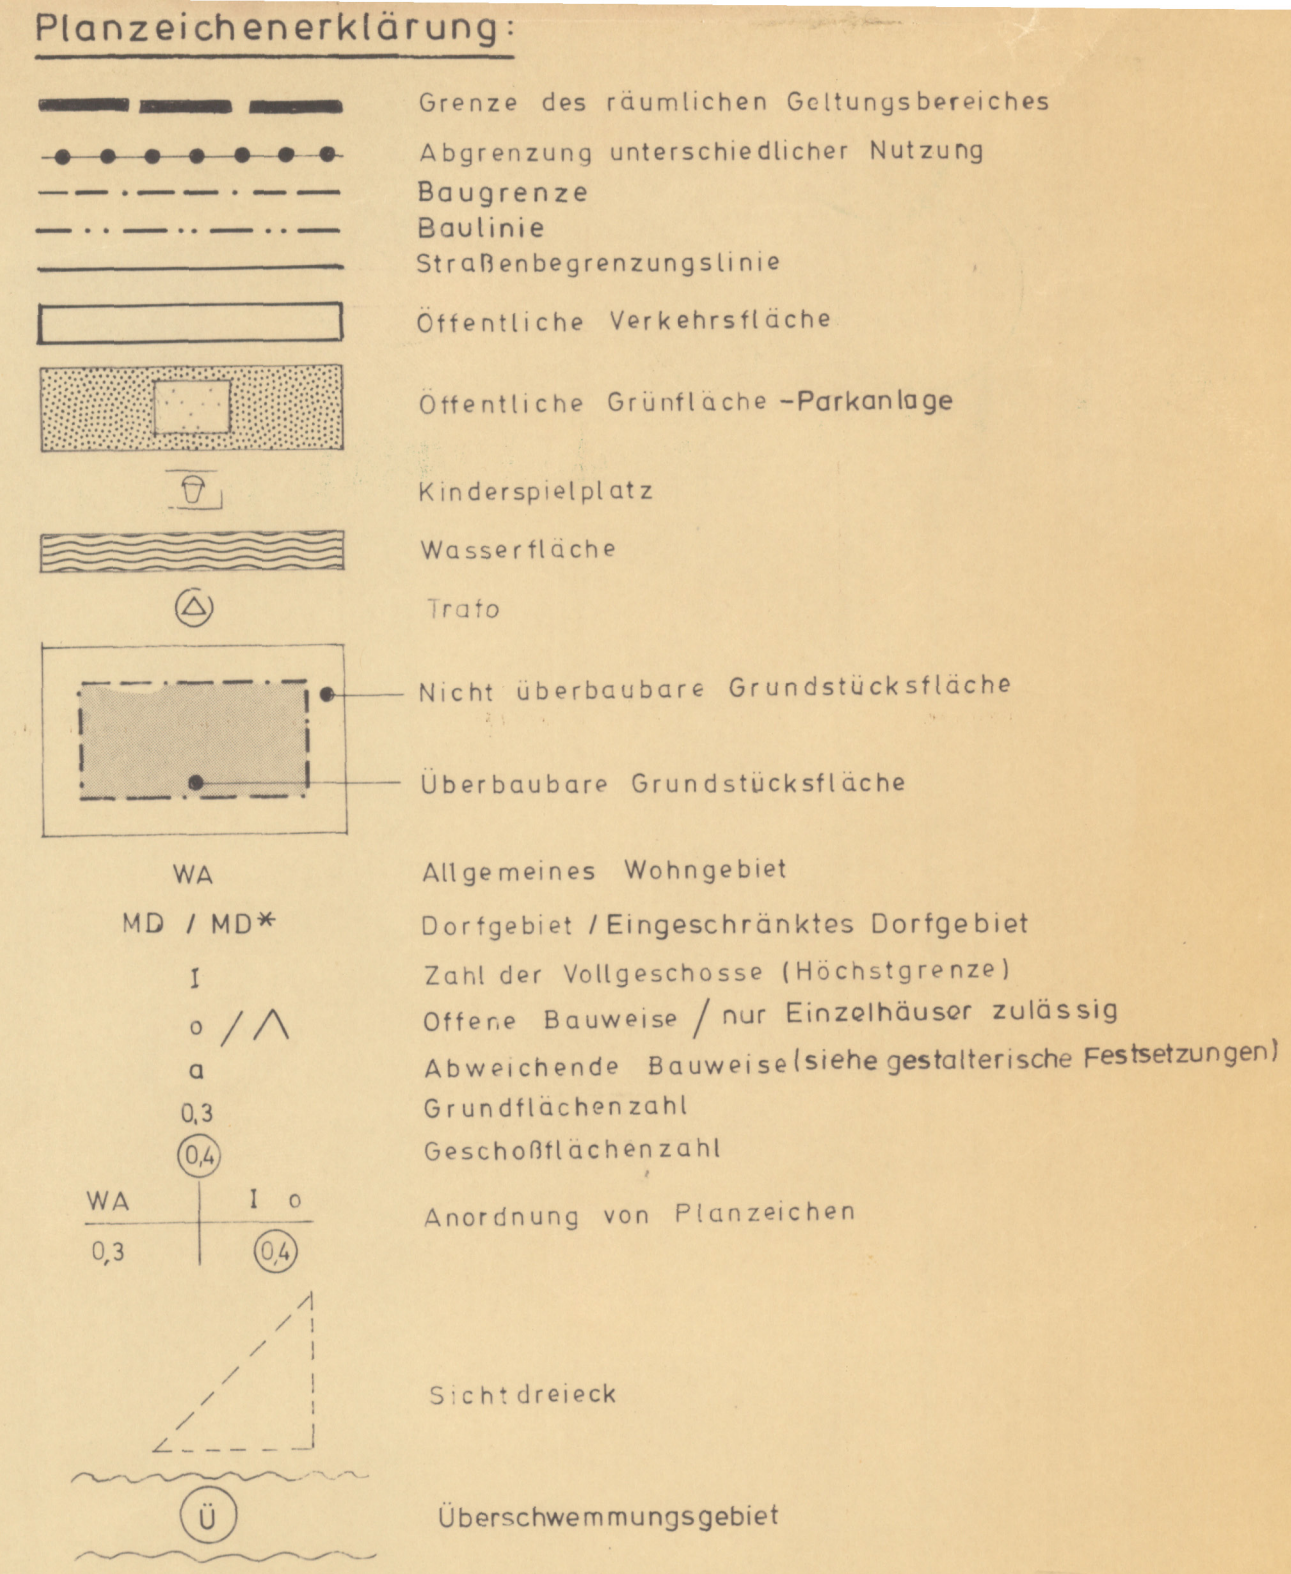 Planzeichenerklärung:
Grenze des räumlichen Geltungsbereiches
Abgrenzung unterschiedlicher Nutzung
Baugrenze
Baulinie
Straßenbegrenzungslinie
Öffentliche Verkehrsfläche
Öffentliche Grünfläche - Parkanlage
Kinderspielplatz
Wasserfläche
Trafo
Nicht überbaubare Grundstücksfläche
Überbaubare Grundstücksfläche
WA Allgemeines Wohngebiet
MD / MD* Dorfgebiet / Eingeschränktes Dorfgebiet
I Zahl der Vollgeschosse (Höchstgrenze)
o / Offene Bauweise / nur Einzelhäuser zulässig
a Abweichende Bauweise (siehe gestalterische Festsetzungen)
0,3 Grundflächenzahl
0,4 Geschoßflächenzahl
WA I o
Anordnung von Planzeichen
0,3 0,4
Sichtdreieck
Ü Überschwemmungsgebiet